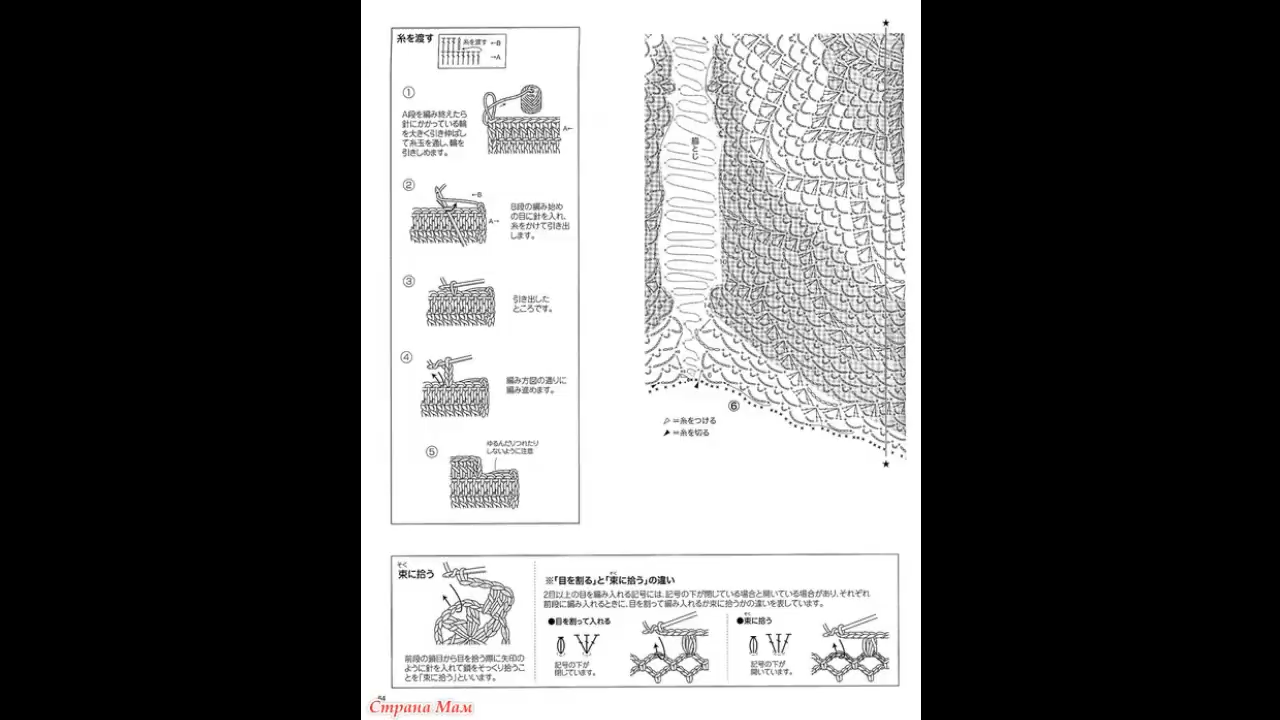 糸を渡す
糸を渡す ←B
→A
①
A段を編み終えたら
針にかかっている輪
を大きく引き伸ばし
て糸玉を通し、輪を
引きしめます。
A←
②
←B
A→
B段の編み始め
の目に針を入れ、
糸をかけて引き出
します。
③
引き出した
ところです。
④
編み方図の通りに
編み進めます。
⑤
ゆるんだりつれたり
しないように注意
脇とじ
⑥
＝糸をつける
＝糸を切る
そく
束に拾う
前段の鎖目から目を拾う際に矢印の
ように針を入れて鎖をそっくり拾うこ
とを「束に拾う」といいます。
そく
※「目を割る」と「束に拾う」の違い
2目以上の目を編み入れる記号には、記号の下が閉じている場合と開いている場合があり、それぞれ
前段に編み入れるときに、目を割って編み入れるか束に拾うかの違いを表しています。
●目を割って入れる
記号の下が
閉じています。
そく
●束に拾う
記号の下が
開いています。
Страна Мам